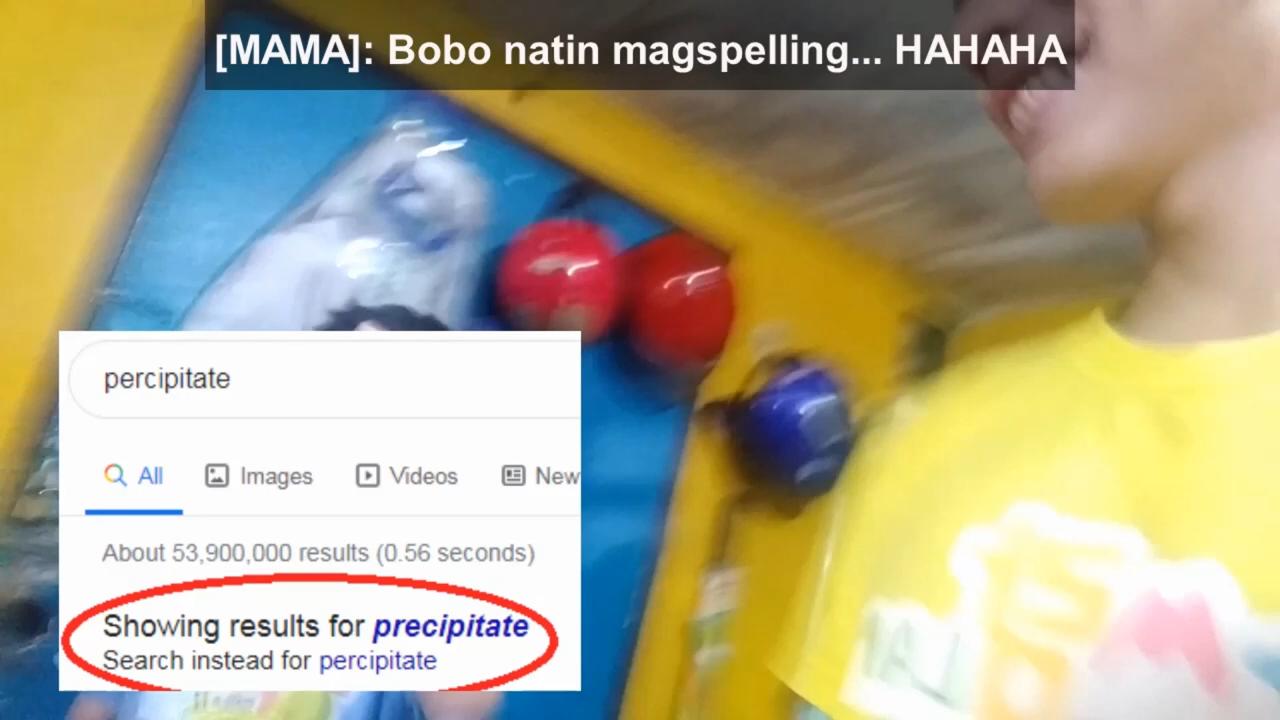 [MAMA]: Bobo natin magspelling... HAHAHA
percipitate
All Images Videos New
About 53,900,000 results (0.56 seconds)
Showing results for precipitate
Search instead for percipitate